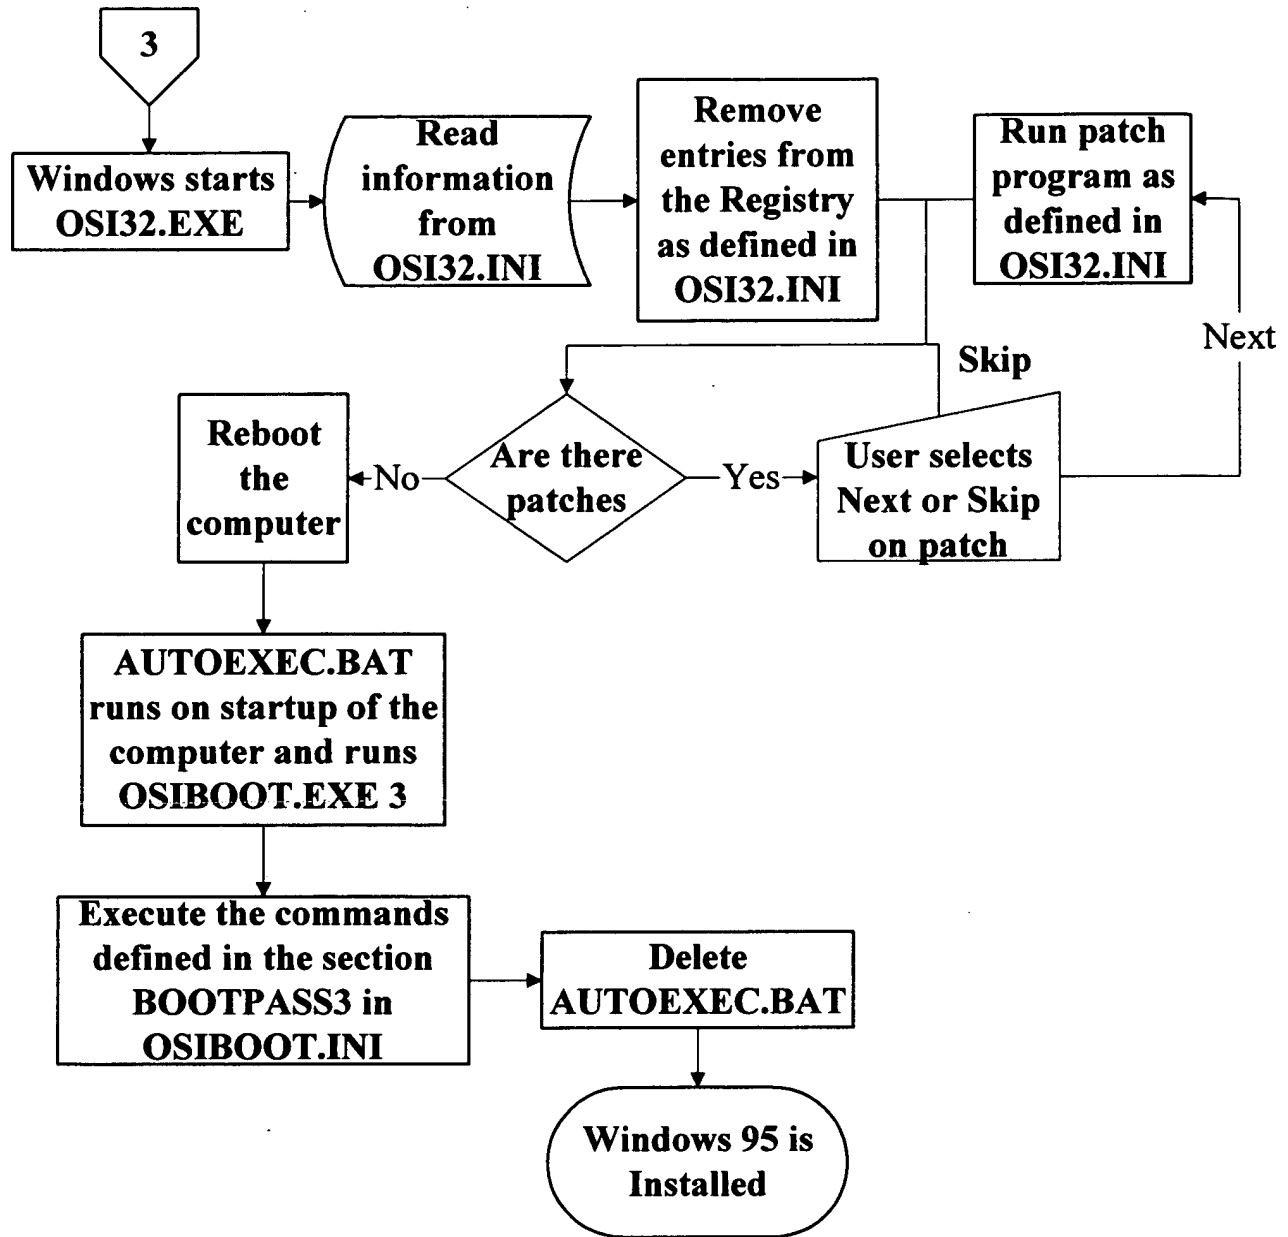 3
Windows starts
OSI32.EXE
Read
information
from
OSI32.INI
Remove
entries from
the Registry
as defined in
OSI32.INI
Run patch
program as
defined in
OSI32.INI
Next
Skip
Reboot
the
computer
No
Are there
patches
Yes
User selects
Next or Skip
on patch
AUTOEXEC.BAT
runs on startup of the
computer and runs
OSIBOOT.EXE 3
Execute the commands
defined in the section
BOOTPASS3 in
OSIBOOT.INI
Delete
AUTOEXEC.BAT
Windows 95 is
Installed